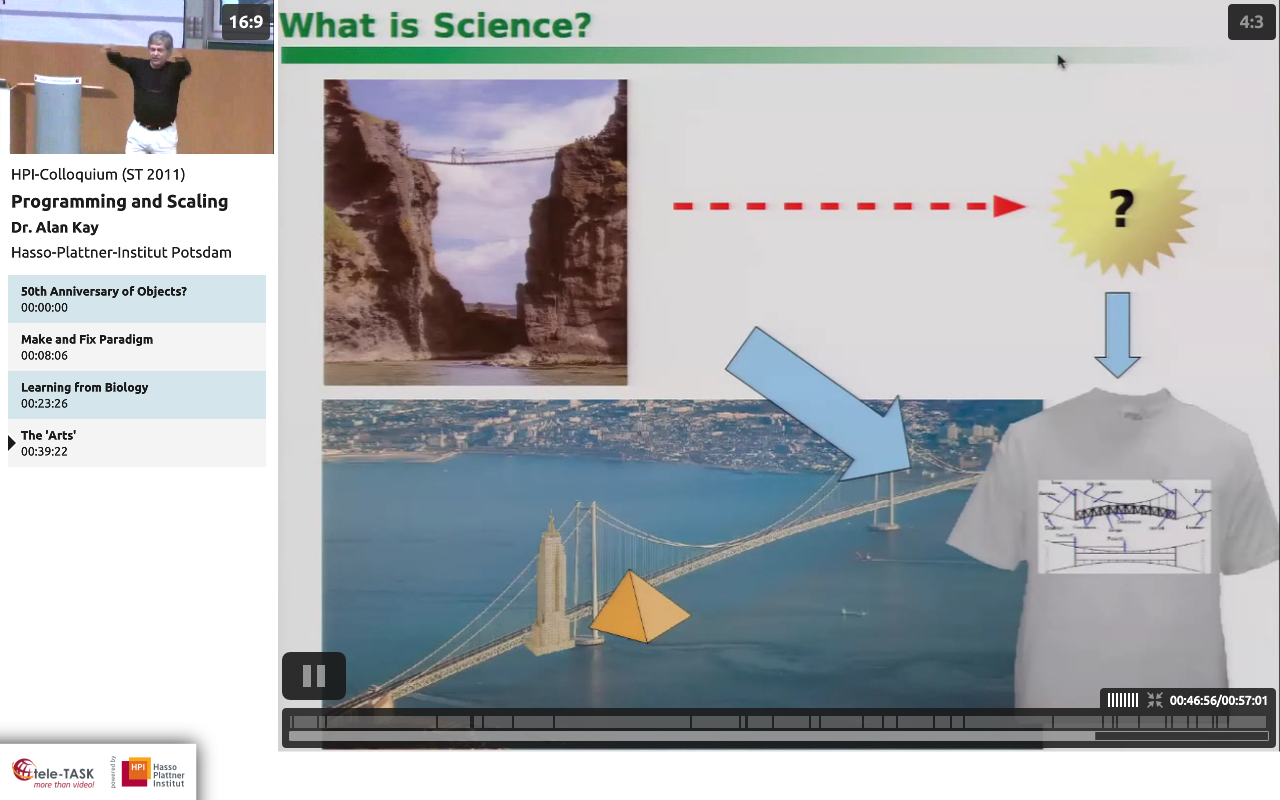 16:9
HPI-Colloquium (ST 2011)
Programming and Scaling
Dr. Alan Kay
Hasso-Plattner-Institut Potsdam
50th Anniversary of Objects?
00:00:00
Make and Fix Paradigm
00:08:06
Learning from Biology
00:23:26
The 'Arts'
00:39:22
tele-TASK
more than video!
powered by
HPI
Hasso
Plattner
Institut
What is Science?
4:3
?
00:46:56/00:57:01